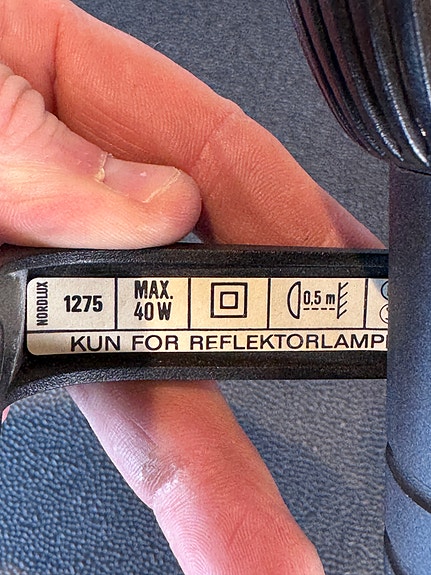 NORDLUX
1275
MAX.
40W
0,5 m
KUN FOR REFLEKTORLAMP